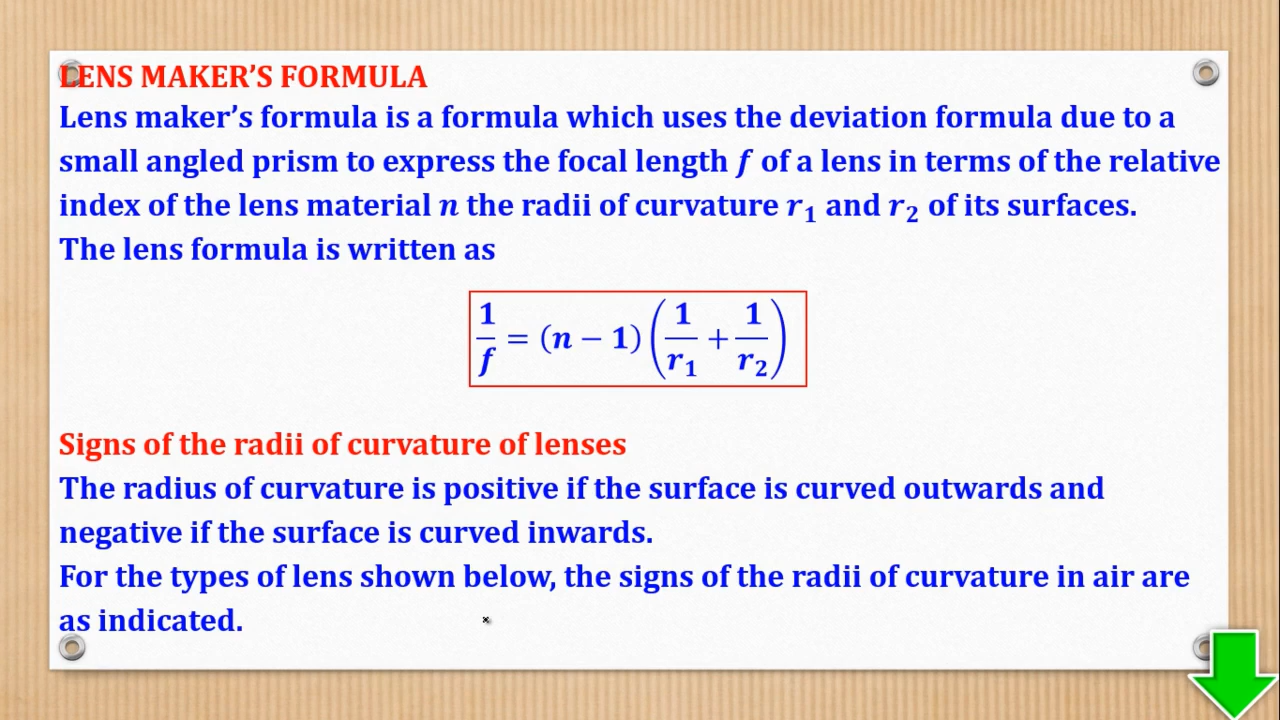 LENS MAKER'S FORMULA
Lens maker's formula is a formula which uses the deviation formula due to a
small angled prism to express the focal length f of a lens in terms of the relative
index of the lens material n the radii of curvature r₁ and r₂ of its surfaces.
The lens formula is written as
1/f = (n − 1)(1/r₁ + 1/r₂)
Signs of the radii of curvature of lenses
The radius of curvature is positive if the surface is curved outwards and
negative if the surface is curved inwards.
For the types of lens shown below, the signs of the radii of curvature in air are
as indicated.